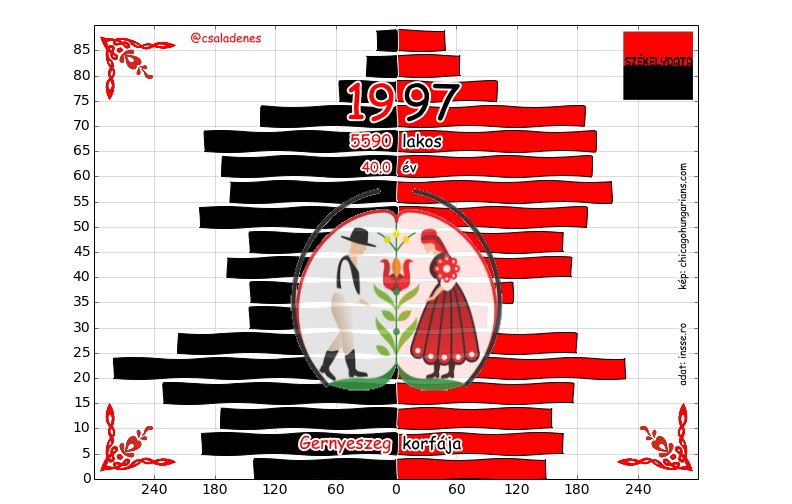 @csaladenes
SZÉKELYDATA
1997
5590 lakos
40.0 év
kép: chicagohungarians.com
adat: insse.ro
Gernyeszeg korfája
85
80
75
70
65
60
55
50
45
40
35
30
25
20
15
10
5
0
240 180 120 60 0 60 120 180 240